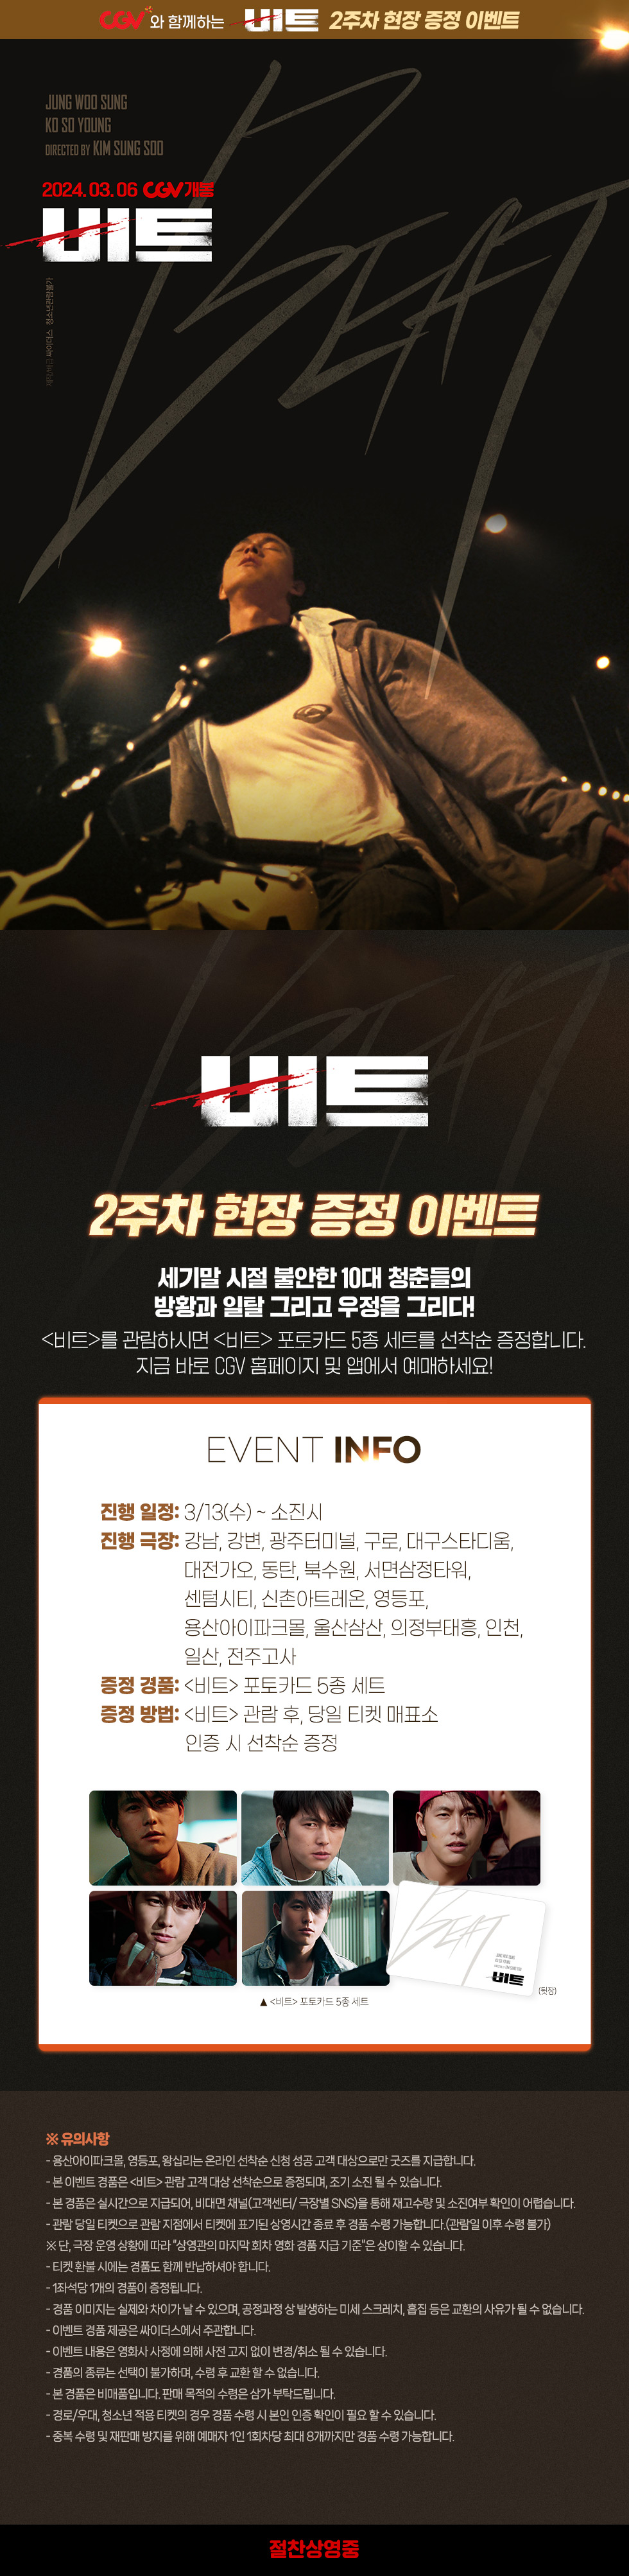 CGV와 함께하는 비트 2주차 현장 증정 이벤트
JUNG WOO SUNG
KO SO YOUNG
DIRECTED BY KIM SUNG SOO
2024.03.06 CGV 개봉
비트
제작/배급 싸이더스 청소년관람불가
BEAT
비트
2주차 현장 증정 이벤트
세기말 시절 불안한 10대 청춘들의
방황과 일탈 그리고 우정을 그리다!
<비트>를 관람하시면 <비트> 포토카드 5종 세트를 선착순 증정합니다.
지금 바로 CGV 홈페이지 및 앱에서 예매하세요!
EVENT INFO
진행 일정: 3/13(수) ~ 소진시
진행 극장: 강남, 강변, 광주터미널, 구로, 대구스타디움,
대전가오, 동탄, 북수원, 서면삼정타워,
센텀시티, 신촌아트레온, 영등포,
용산아이파크몰, 울산삼산, 의정부태흥, 인천,
일산, 전주고사
증정 경품: <비트> 포토카드 5종 세트
증정 방법: <비트> 관람 후, 당일 티켓 매표소
인증 시 선착순 증정
BEAT
JUNG WOO SUNG
KO SO YOUNG
DIRECTED BY KIM SUNG SOO
비트
(뒷장)
▲ <비트> 포토카드 5종 세트
※ 유의사항
- 용산아이파크몰, 영등포, 왕십리는 온라인 선착순 신청 성공 고객 대상으로만 굿즈를 지급합니다.
- 본 이벤트 경품은 <비트> 관람 고객 대상 선착순으로 증정되며, 조기 소진 될 수 있습니다.
- 본 경품은 실시간으로 지급되어, 비대면 채널(고객센터/ 극장별 SNS)을 통해 재고수량 및 소진여부 확인이 어렵습니다.
- 관람 당일 티켓으로 관람 지점에서 티켓에 표기된 상영시간 종료 후 경품 수령 가능합니다.(관람일 이후 수령 불가)
※ 단, 극장 운영 상황에 따라 "상영관의 마지막 회차 영화 경품 지급 기준"은 상이할 수 있습니다.
- 티켓 환불 시에는 경품도 함께 반납하셔야 합니다.
- 1좌석당 1개의 경품이 증정됩니다.
- 경품 이미지는 실제와 차이가 날 수 있으며, 공정과정 상 발생하는 미세 스크레치, 흡집 등은 교환의 사유가 될 수 없습니다.
- 이벤트 경품 제공은 싸이더스에서 주관합니다.
- 이벤트 내용은 영화사 사정에 의해 사전 고지 없이 변경/취소 될 수 있습니다.
- 경품의 종류는 선택이 불가하며, 수령 후 교환 할 수 없습니다.
- 본 경품은 비매품입니다. 판매 목적의 수령은 삼가 부탁드립니다.
- 경로/우대, 청소년 적용 티켓의 경우 경품 수령 시 본인 인증 확인이 필요 할 수 있습니다.
- 중복 수령 및 재판매 방지를 위해 예매자 1인 1회차당 최대 8개까지만 경품 수령 가능합니다.
절찬상영중